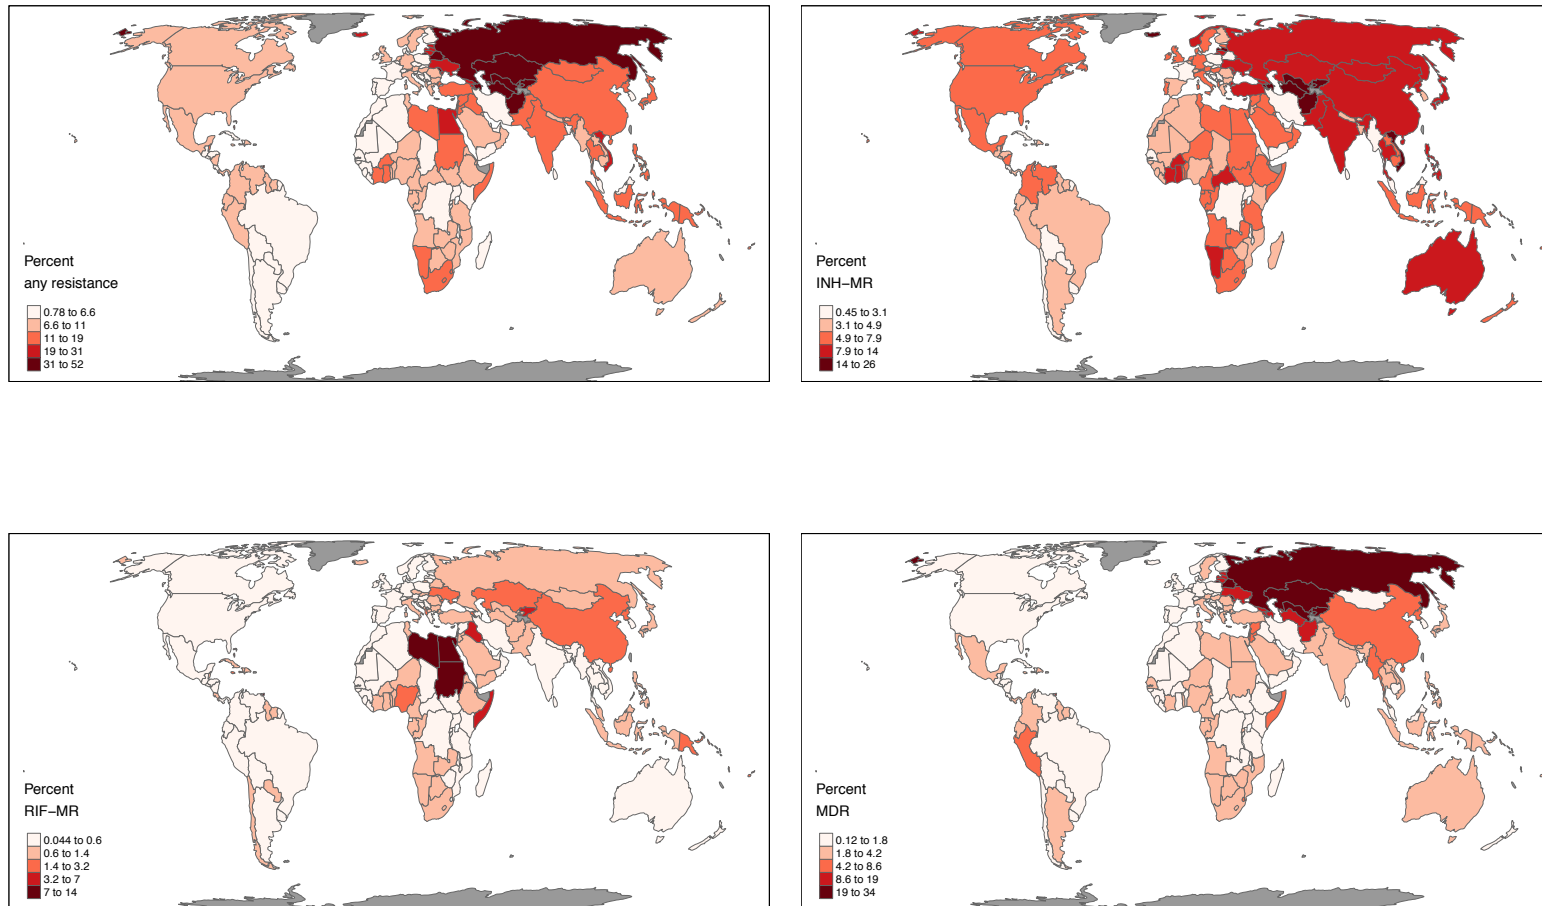 Percent
any resistance
0.78 to 6.6
6.6 to 11
11 to 19
19 to 31
31 to 52
Percent
INH−MR
0.45 to 3.1
3.1 to 4.9
4.9 to 7.9
7.9 to 14
14 to 26
Percent
RIF−MR
0.044 to 0.6
0.6 to 1.4
1.4 to 3.2
3.2 to 7
7 to 14
Percent
MDR
0.12 to 1.8
1.8 to 4.2
4.2 to 8.6
8.6 to 19
19 to 34